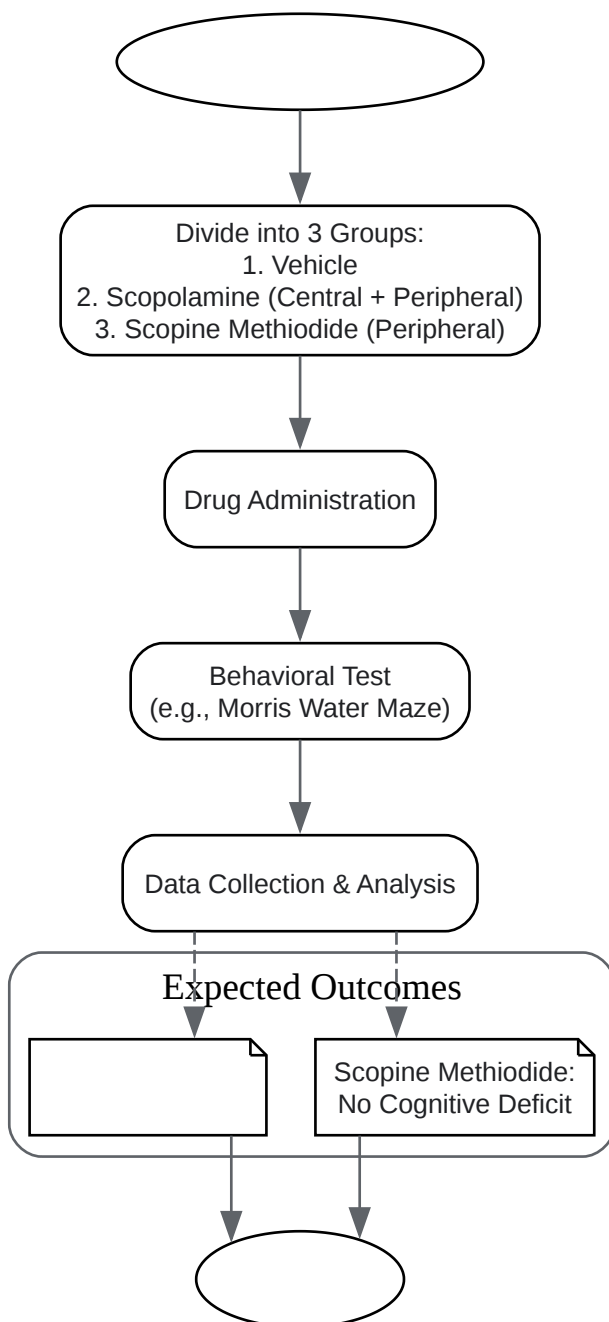 Divide into 3 Groups:
1. Vehicle
2. Scopolamine (Central + Peripheral)
3. Scopine Methiodide (Peripheral)
Drug Administration
Behavioral Test
(e.g., Morris Water Maze)
Data Collection & Analysis
Expected Outcomes
Scopine Methiodide:
No Cognitive Deficit